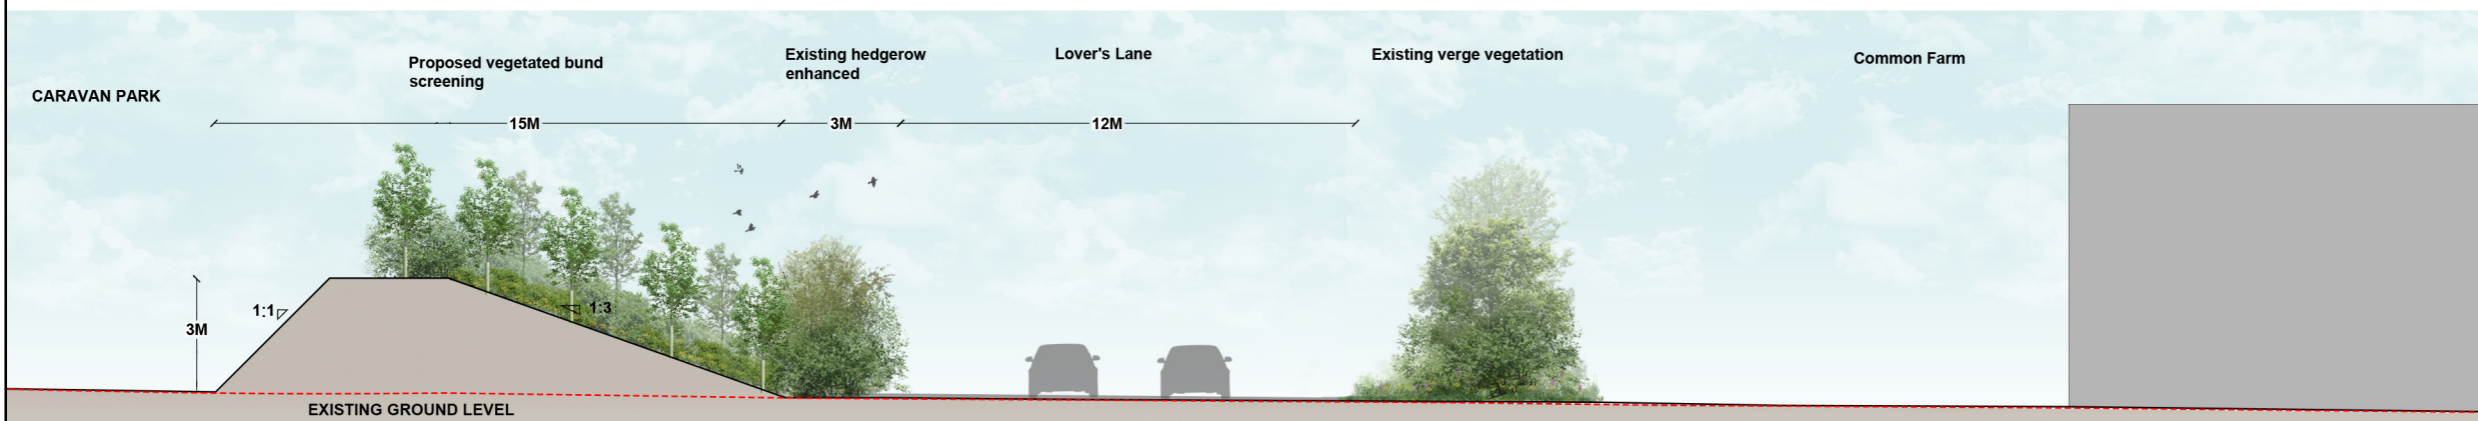 CARAVAN PARK
Proposed vegetated bund
screening
Existing hedgerow
enhanced
Lover's Lane
Existing verge vegetation
Common Farm
15M
3M
12M
1:1
1:3
3M
EXISTING GROUND LEVEL